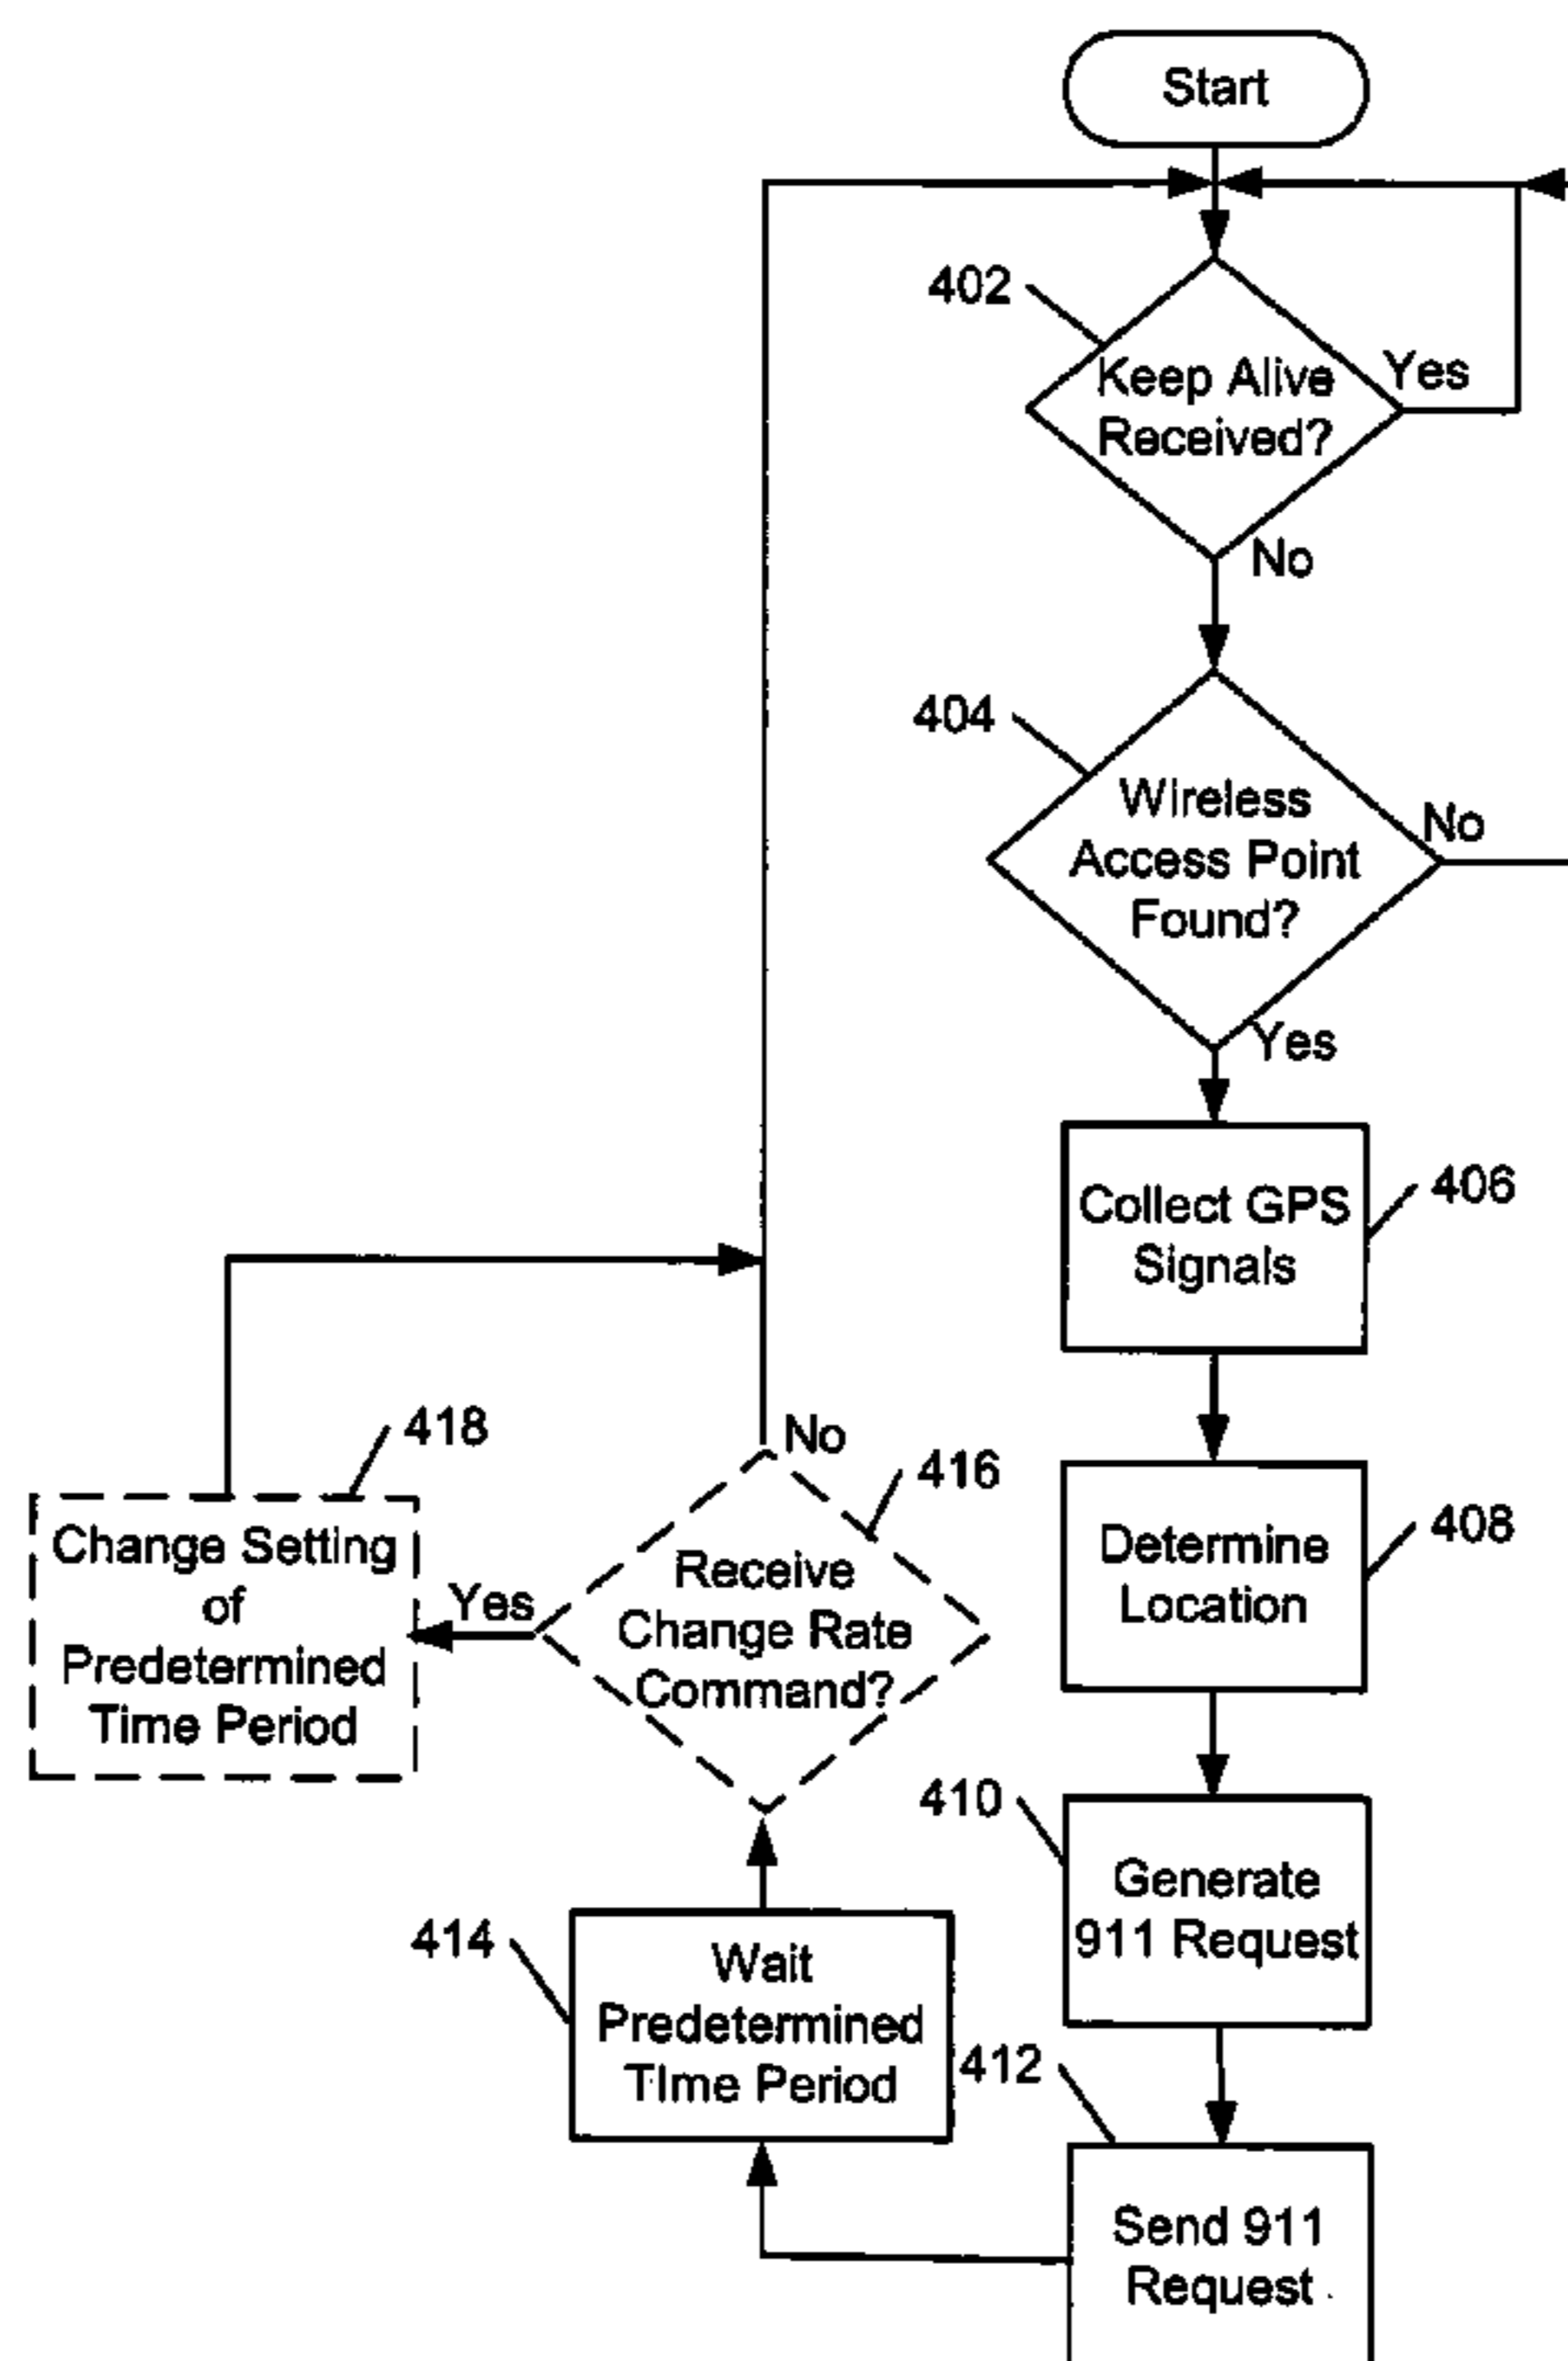 Start
402
Keep Alive
Received?
Yes
No
404
Wireless
Access Point
Found?
No
Yes
Collect GPS
Signals
406
Determine
Location
408
410
Generate
911 Request
412
Send 911
Request
414
Wait
Predetermined
TIme Period
416
Receive
Change Rate
Command?
No
Yes
418
Change Setting
of
Predetermined
Time Period